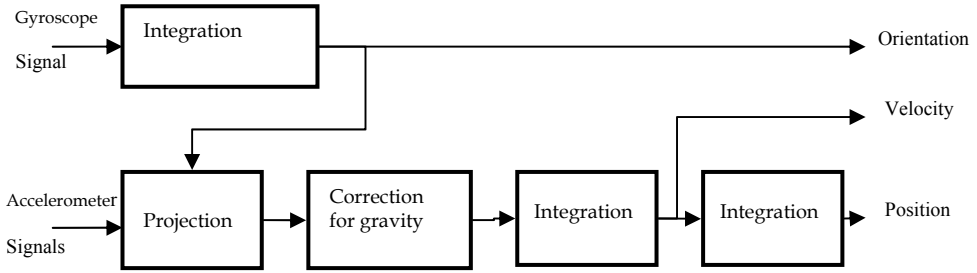 Gyroscope
Signal
Integration
Orientation
Velocity
Accelerometer
Signals
Projection
Correction
for gravity
Integration
Integration
Position